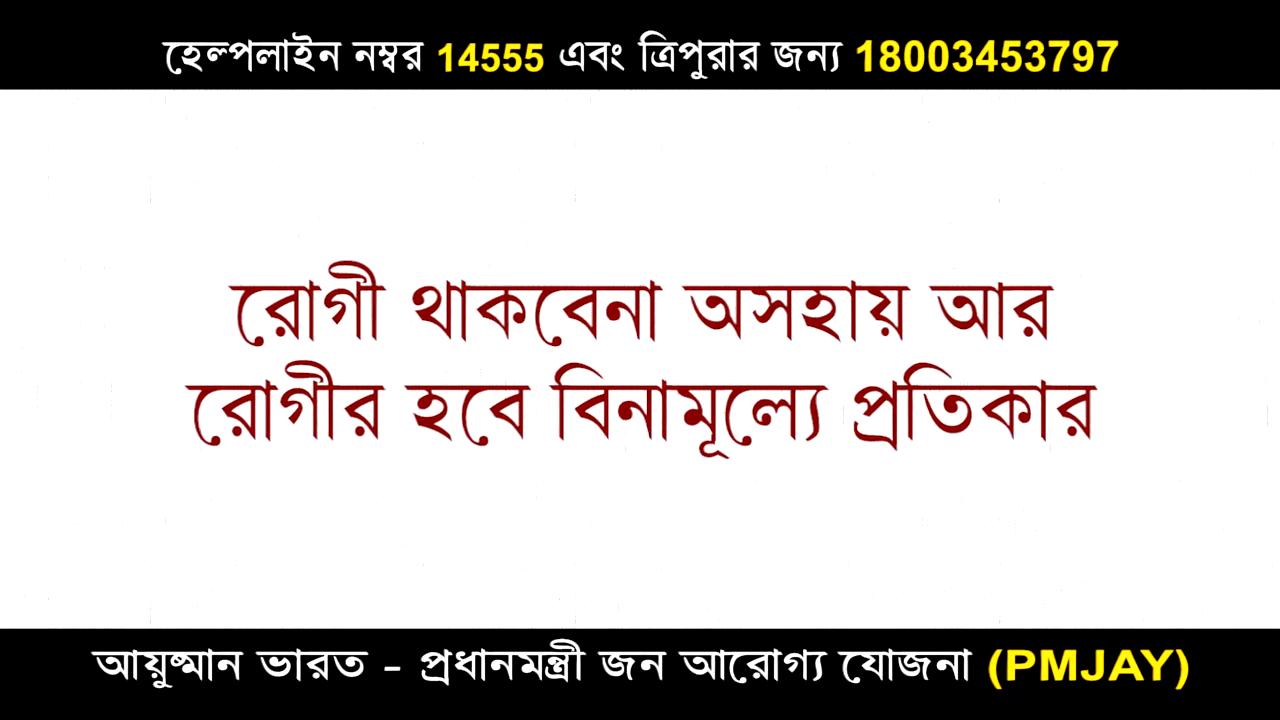 হেল্পলাইন নম্বর 14555 এবং ত্রিপুরার জন্য 18003453797
রোগী থাকবেনা অসহায় আর
রোগীর হবে বিনামূল্যে প্রতিকার
আয়ুষ্মান ভারত - প্রধানমন্ত্রী জন আরোগ্য যোজনা (PMJAY)